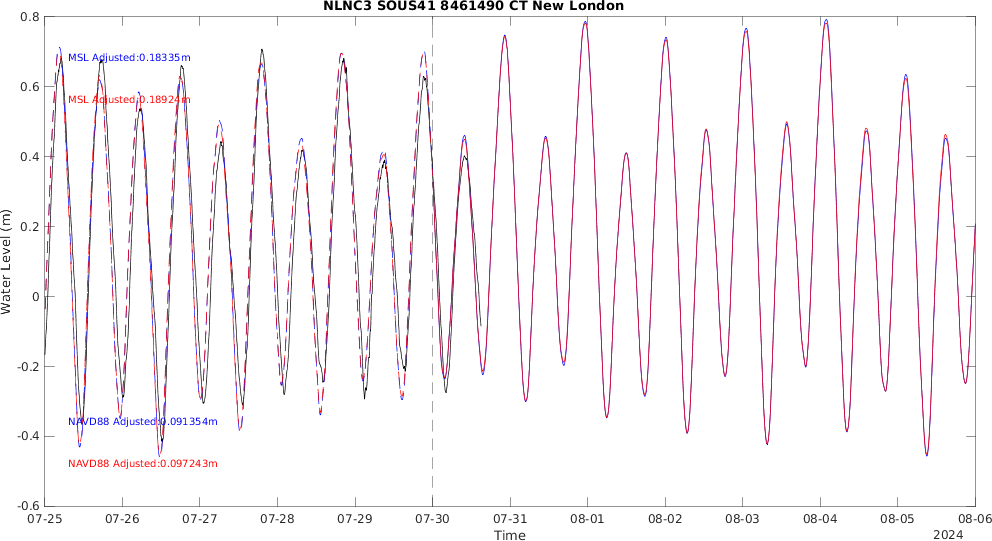 NLNC3 SOUS41 8461490 CT New London
0.8
MSL Adjusted:0.18335m
0.6
MSL Adjusted:0.18924m
0.4
0.2
Water Level (m)
0
-0.2
NAVD88 Adjusted:0.091354m
-0.4
NAVD88 Adjusted:0.097243m
-0.6
07-25 07-26 07-27 07-28 07-29 07-30 07-31 08-01 08-02 08-03 08-04 08-05 08-06
Time
2024